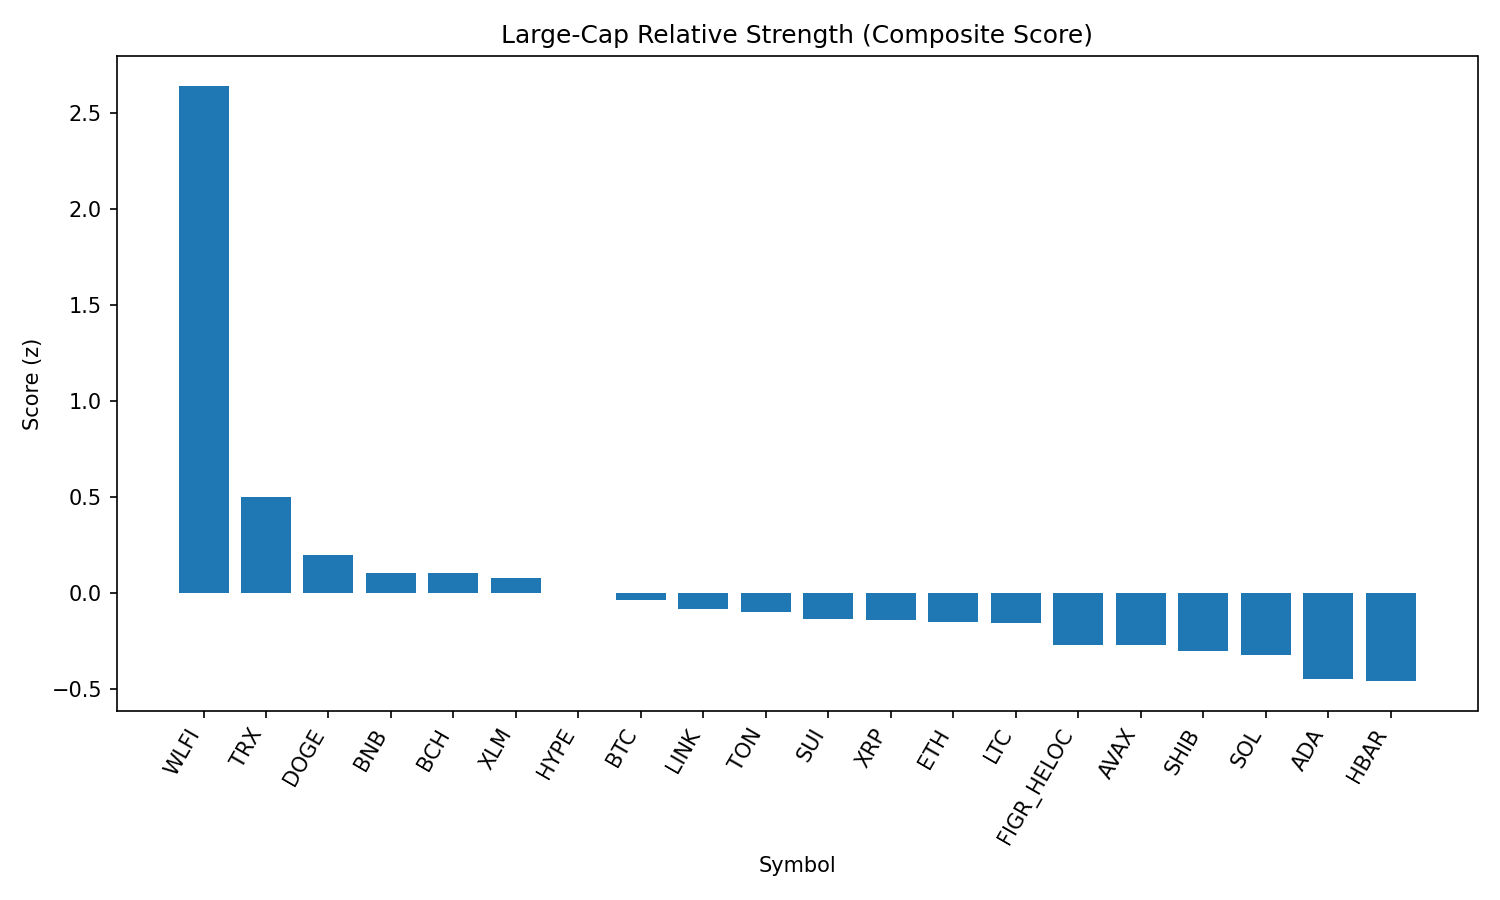 Large-Cap Relative Strength (Composite Score)
Score (z)
2.5
2.0
1.5
1.0
0.5
0.0
−0.5
WLFI
TRX
DOGE
BNB
BCH
XLM
HYPE
BTC
LINK
TON
SUI
XRP
ETH
LTC
FIGR_HELOC
AVAX
SHIB
SOL
ADA
HBAR
Symbol